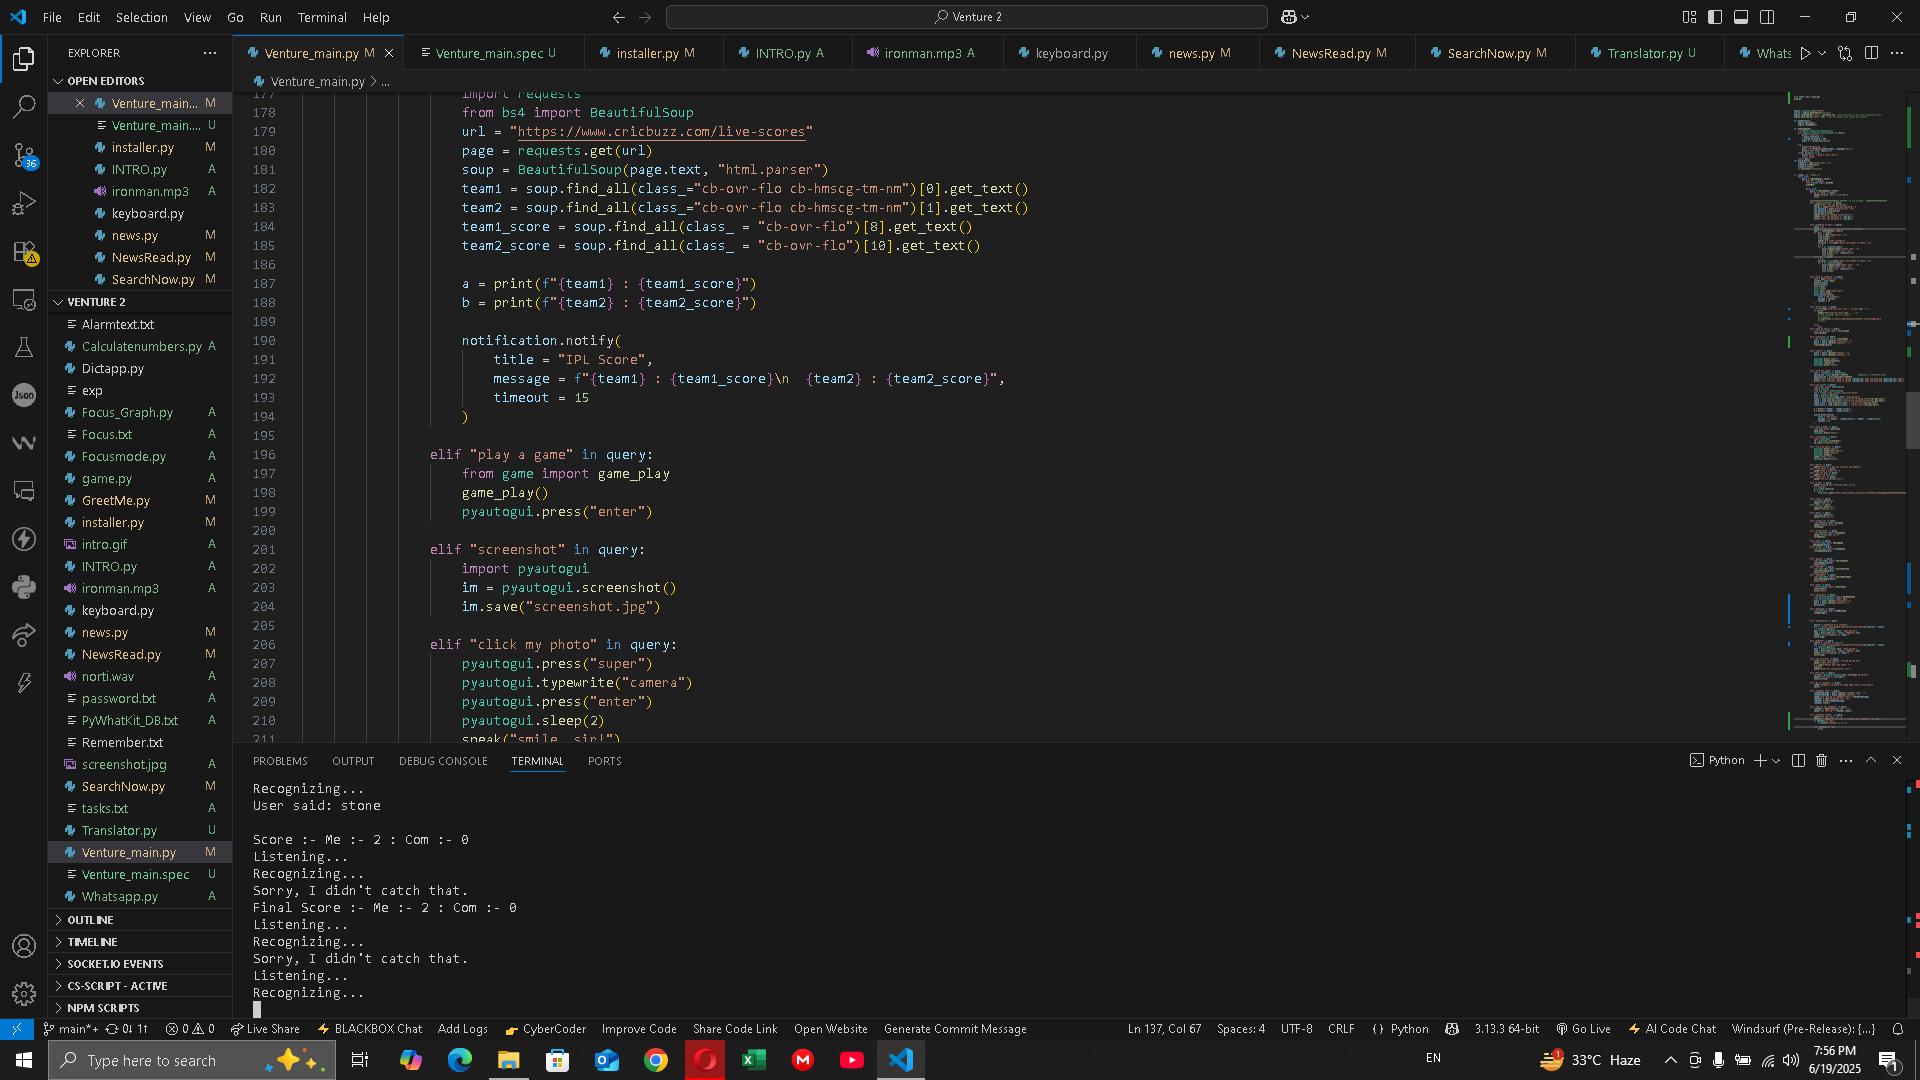 File Edit Selection View Go Run Terminal Help
Venture 2
EXPLORER
OPEN EDITORS
Venture_main... M
Venture_main.... U
installer.py M
INTRO.py A
ironman.mp3 A
keyboard.py
news.py M
NewsRead.py M
SearchNow.py M
VENTURE 2
Alarmtext.txt
Calculatenumbers.py A
Dictapp.py
exp
Focus_Graph.py A
Focus.txt A
Focusmode.py A
game.py A
GreetMe.py M
installer.py M
intro.gif A
INTRO.py A
ironman.mp3 A
keyboard.py
news.py M
NewsRead.py M
norti.wav A
password.txt A
PyWhatKit_DB.txt A
Remember.txt
screenshot.jpg A
SearchNow.py M
tasks.txt A
Translator.py U
Venture_main.py M
Venture_main.spec U
Whatsapp.py A
OUTLINE
TIMELINE
SOCKET.IO EVENTS
CS-SCRIPT - ACTIVE
NPM SCRIPTS
36
Json
Venture_main.py M Venture_main.spec U installer.py M INTRO.py A ironman.mp3 A keyboard.py news.py M NewsRead.py M SearchNow.py M Translator.py U Whats
Venture_main.py > ...
177 import requests
178 from bs4 import BeautifulSoup
179 url = "https://www.cricbuzz.com/live-scores"
180 page = requests.get(url)
181 soup = BeautifulSoup(page.text, "html.parser")
182 team1 = soup.find_all(class_="cb-ovr-flo cb-hmscg-tm-nm")[0].get_text()
183 team2 = soup.find_all(class_="cb-ovr-flo cb-hmscg-tm-nm")[1].get_text()
184 team1_score = soup.find_all(class_ = "cb-ovr-flo")[8].get_text()
185 team2_score = soup.find_all(class_ = "cb-ovr-flo")[10].get_text()
186
187 a = print(f"{team1} : {team1_score}")
188 b = print(f"{team2} : {team2_score}")
189
190 notification.notify(
191 title = "IPL Score",
192 message = f"{team1} : {team1_score}\n  {team2} : {team2_score}",
193 timeout = 15
194 )
195
196 elif "play a game" in query:
197 from game import game_play
198 game_play()
199 pyautogui.press("enter")
200
201 elif "screenshot" in query:
202 import pyautogui
203 im = pyautogui.screenshot()
204 im.save("screenshot.jpg")
205
206 elif "click my photo" in query:
207 pyautogui.press("super")
208 pyautogui.typewrite("camera")
209 pyautogui.press("enter")
210 pyautogui.sleep(2)
211 speak("smile, sir!")
PROBLEMS OUTPUT DEBUG CONSOLE TERMINAL PORTS
Python
Recognizing...
User said: stone
Score :- Me :- 2 : Com :- 0
Listening...
Recognizing...
Sorry, I didn't catch that.
Final Score :- Me :- 2 : Com :- 0
Listening...
Recognizing...
Sorry, I didn't catch that.
Listening...
Recognizing...
main*+ 0↓ 1↑ 0 0 Live Share BLACKBOX Chat Add Logs CyberCoder Improve Code Share Code Link Open Website Generate Commit Message Ln 137, Col 67 Spaces: 4 UTF-8 CRLF {} Python 3.13.3 64-bit Go Live AI Code Chat Windsurf (Pre-Release): {...}
Type here to search
EN
1
33°C Haze
7:56 PM
6/19/2025
1